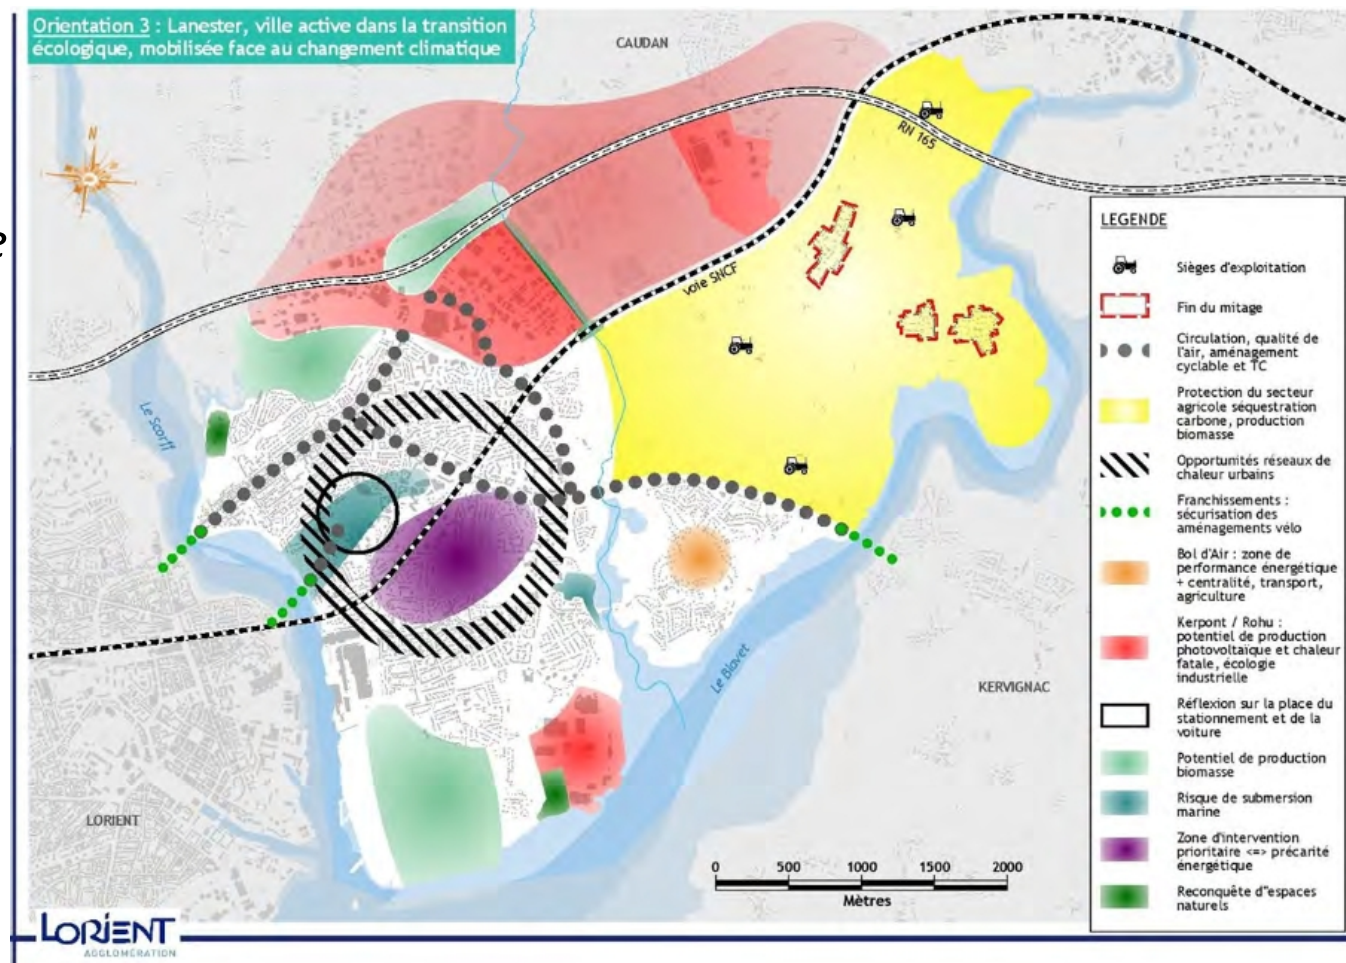 Orientation 3 : Lanester, ville active dans la transition
écologique, mobilisée face au changement climatique
CAUDAN
N
RN 165
voie SNCF
Le Scorff
Le Blavet
KERVIGNAC
LORIENT
0 500 1000 1500 2000
Mètres
LEGENDE
Sièges d'exploitation
Fin du mitage
Circulation, qualité de
l'air, aménagement
cyclable et TC
Protection du secteur
agricole séquestration
carbone, production
biomasse
Opportunités réseaux de
chaleur urbains
Franchissements :
sécurisation des
aménagements vélo
Bol d'Air : zone de
performance énergétique
+ centralité, transport,
agriculture
Kerpont / Rohu :
potentiel de production
photovoltaïque et chaleur
fatale, écologie
industrielle
Réflexion sur la place du
stationnement et de la
voiture
Potentiel de production
biomasse
Risque de submersion
marine
Zone d'intervention
prioritaire <=> précarité
énergétique
Reconquête d"espaces
naturels
LORIENT
AGGLOMÉRATION